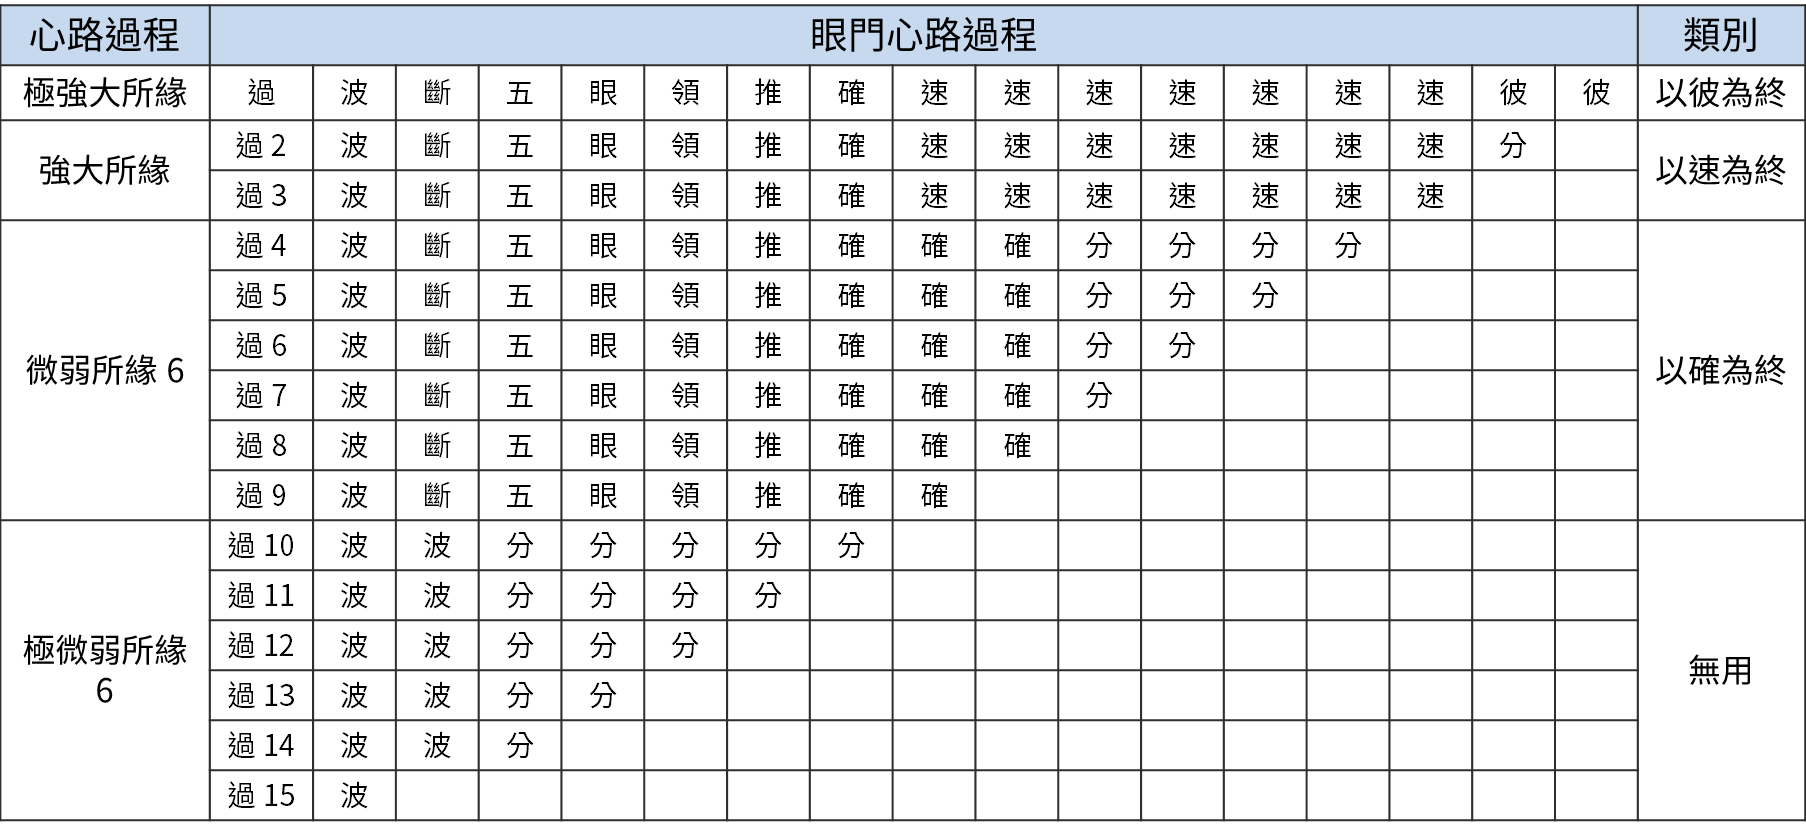 心路過程 眼門心路過程 類別
極強大所緣 過 波 斷 五 眼 領 推 確 速 速 速 速 速 速 速 彼 彼 以彼為終
強大所緣 過 2 波 斷 五 眼 領 推 確 速 速 速 速 速 速 速 分 以速為終
過 3 波 斷 五 眼 領 推 確 速 速 速 速 速 速 速
微弱所緣 6 過 4 波 斷 五 眼 領 推 確 確 確 分 分 分 分 以確為終
過 5 波 斷 五 眼 領 推 確 確 確 分 分 分
過 6 波 斷 五 眼 領 推 確 確 確 分 分
過 7 波 斷 五 眼 領 推 確 確 確 分
過 8 波 斷 五 眼 領 推 確 確 確
過 9 波 斷 五 眼 領 推 確 確
極微弱所緣 6 過 10 波 波 分 分 分 分 分 無用
過 11 波 波 分 分 分 分
過 12 波 波 分 分 分
過 13 波 波 分 分
過 14 波 波 分
過 15 波